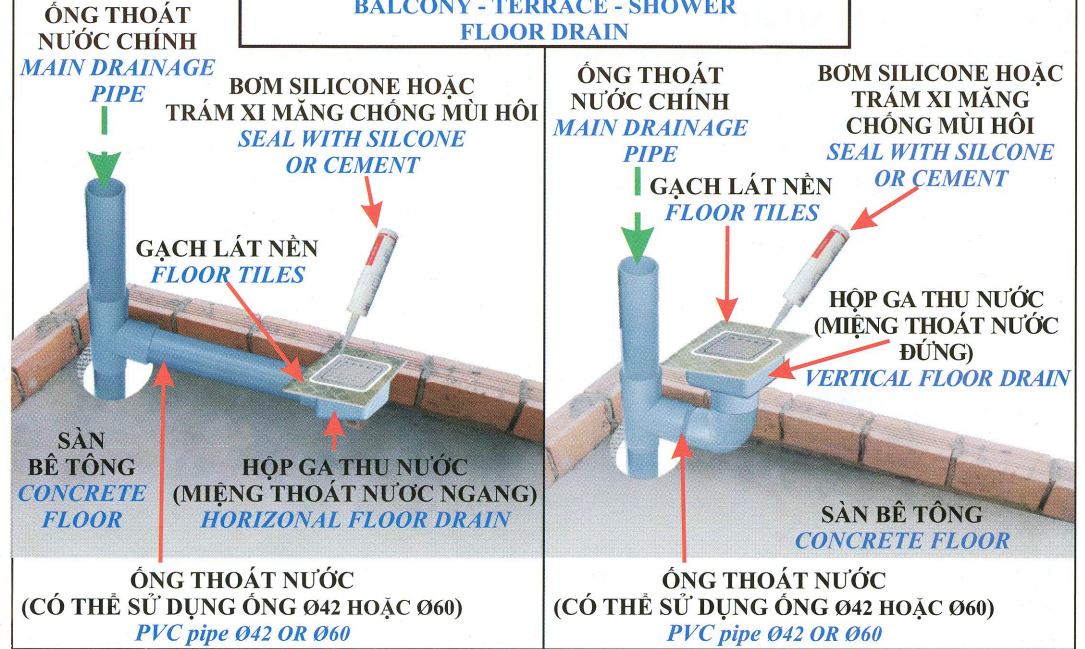 BALCONY - TERRACE - SHOWER
FLOOR DRAIN
ỐNG THOÁT
NƯỚC CHÍNH
MAIN DRAINAGE
PIPE
BƠM SILICONE HOẶC
TRÁM XI MĂNG CHỐNG MÙI HÔI
SEAL WITH SILCONE
OR CEMENT
GẠCH LÁT NỀN
FLOOR TILES
SÀN
BÊ TÔNG
CONCRETE
FLOOR
HỘP GA THU NƯỚC
(MIỆNG THOÁT NƯƠC NGANG)
HORIZONAL FLOOR DRAIN
ỐNG THOÁT NƯỚC
(CÓ THỂ SỬ DỤNG ỐNG Ø42 HOẶC Ø60)
PVC pipe Ø42 OR Ø60
ỐNG THOÁT
NƯỚC CHÍNH
MAIN DRAINAGE
PIPE
BƠM SILICONE HOẶC
TRÁM XI MĂNG
CHỐNG MÙI HÔI
SEAL WITH SILCONE
OR CEMENT
GẠCH LÁT NỀN
FLOOR TILES
HỘP GA THU NƯỚC
(MIỆNG THOÁT NƯỚC
ĐỨNG)
VERTICAL FLOOR DRAIN
SÀN BÊ TÔNG
CONCRETE FLOOR
ỐNG THOÁT NƯỚC
(CÓ THỂ SỬ DỤNG ỐNG Ø42 HOẶC Ø60)
PVC pipe Ø42 OR Ø60